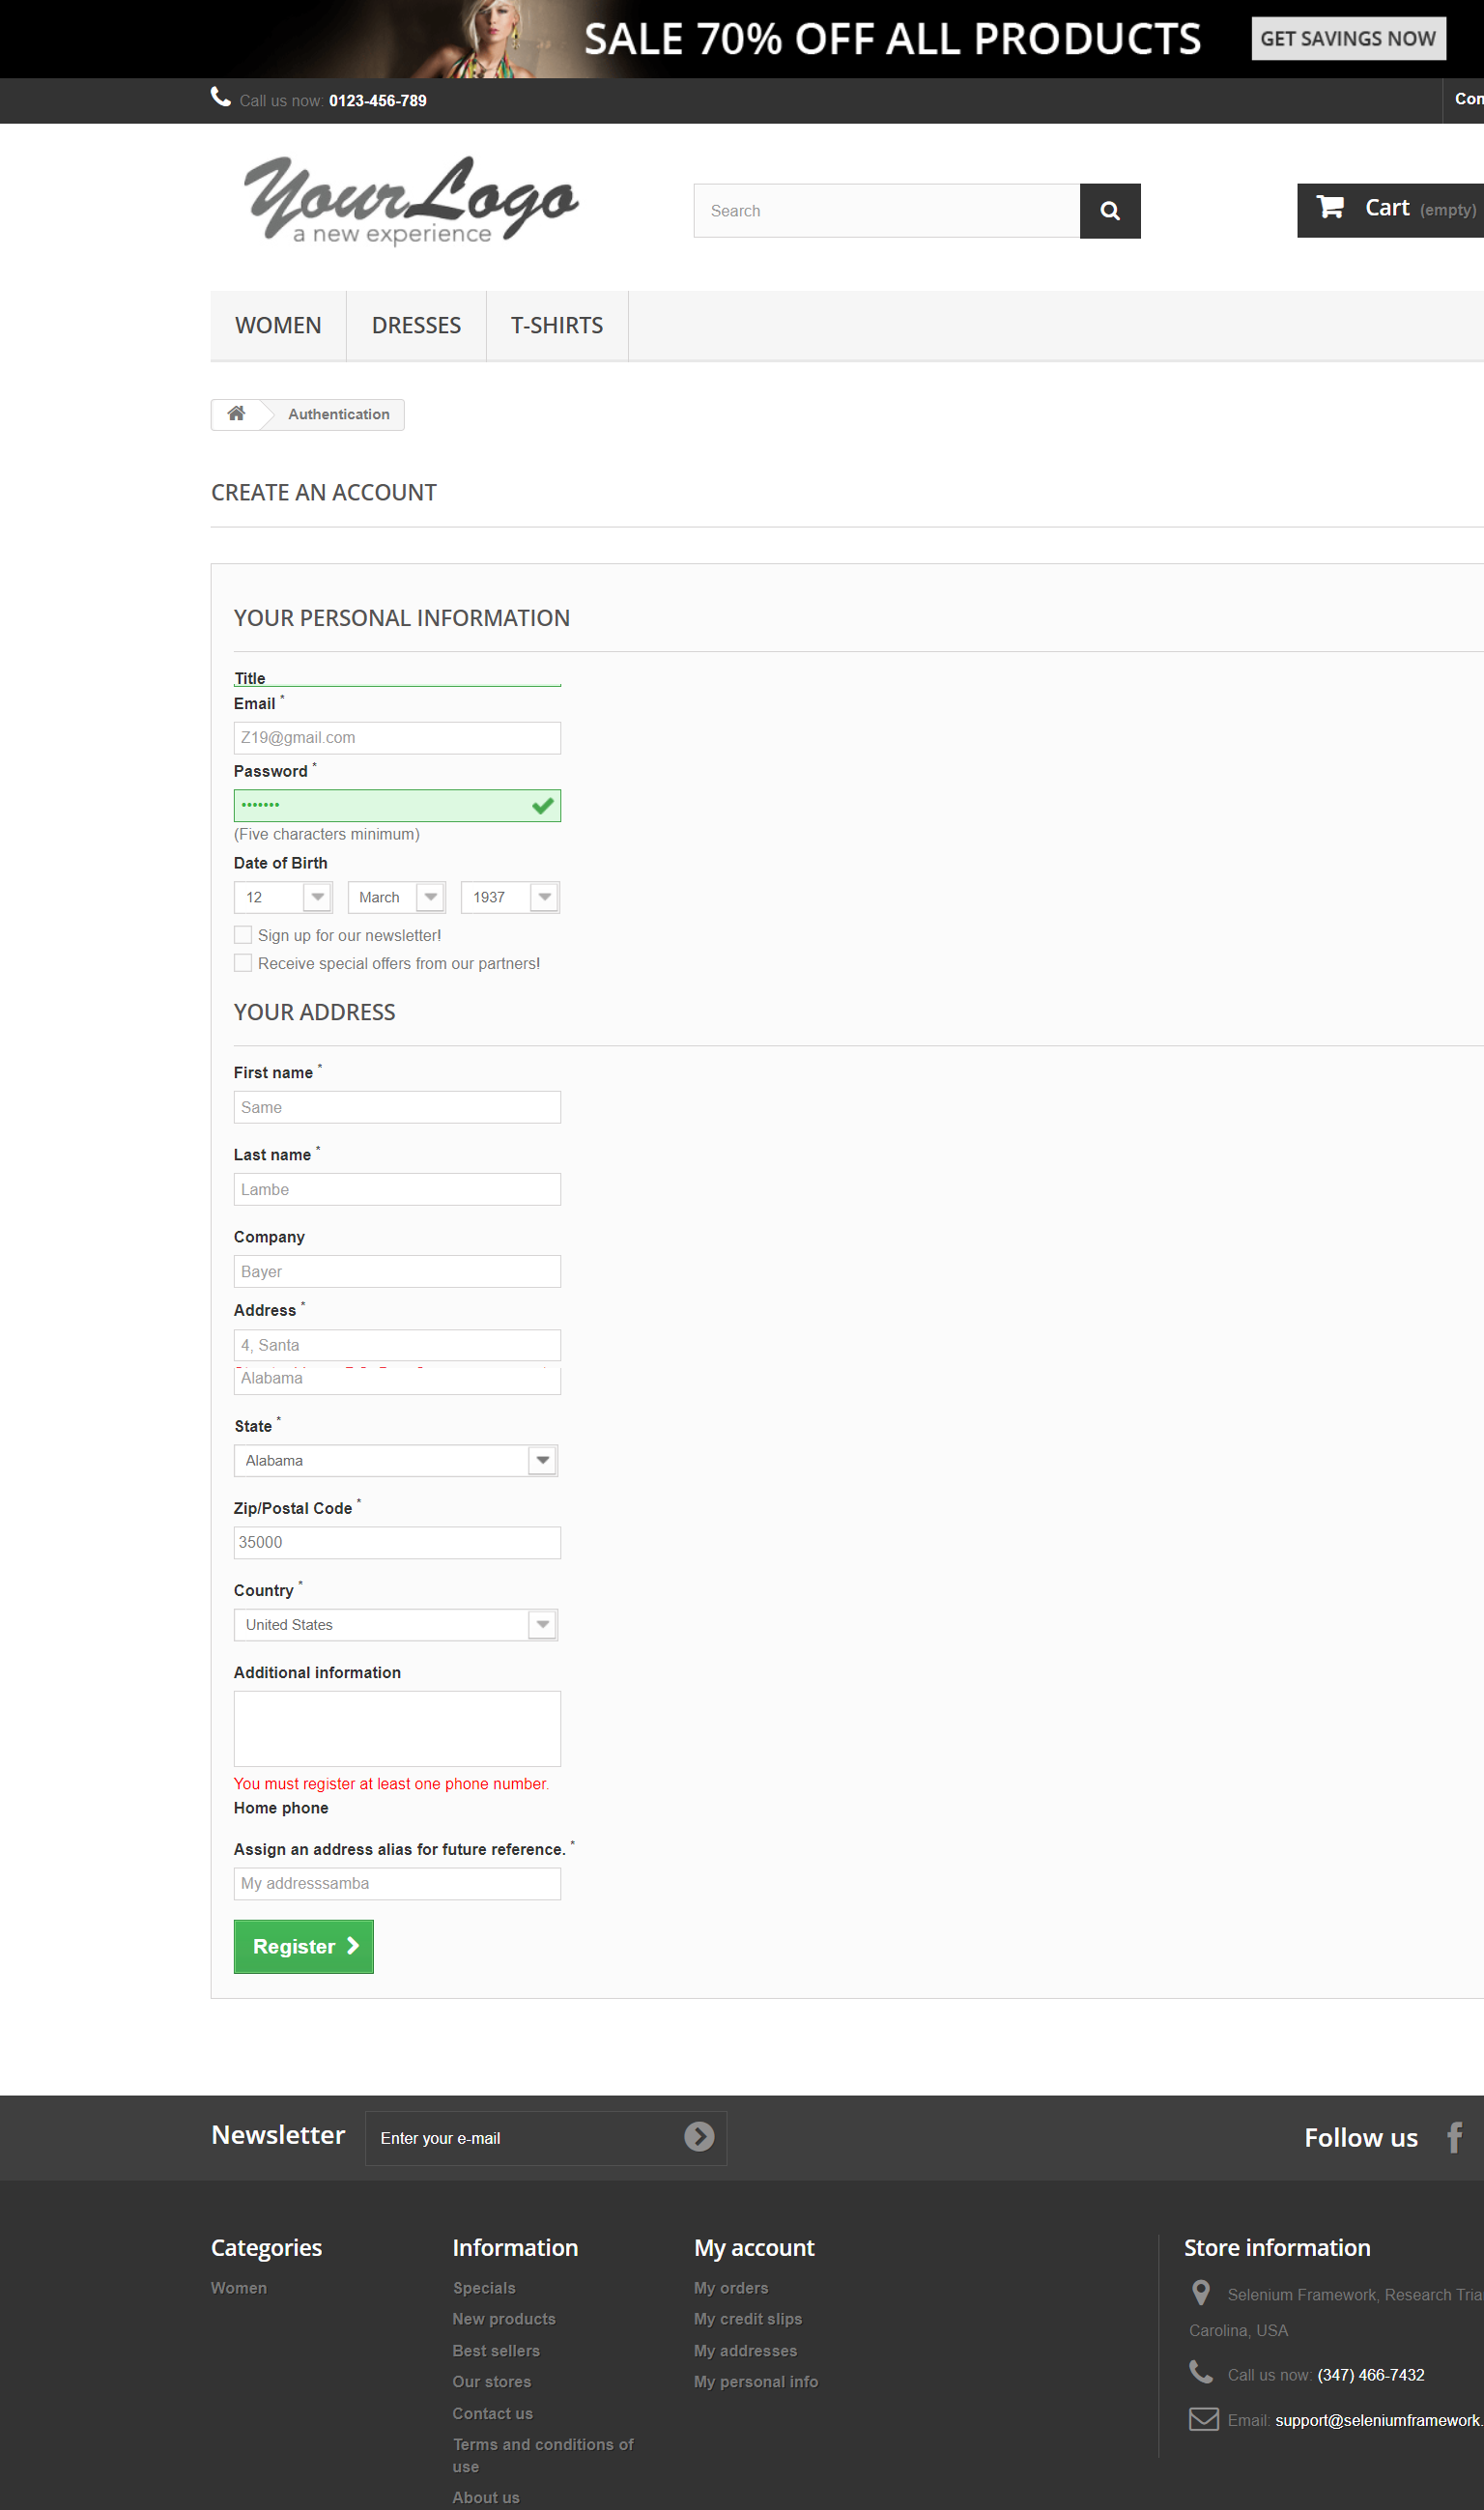 SALE 70% OFF ALL PRODUCTS GET SAVINGS NOW
Call us now: 0123-456-789
YourLogo
a new experience
Search
Cart (empty)
WOMEN DRESSES T-SHIRTS
Authentication
CREATE AN ACCOUNT
YOUR PERSONAL INFORMATION
Title
Email *
Z19@gmail.com
Password *
•••••••
(Five characters minimum)
Date of Birth
12 March 1937
Sign up for our newsletter!
Receive special offers from our partners!
YOUR ADDRESS
First name *
Same
Last name *
Lambe
Company
Bayer
Address *
4, Santa
Alabama
State *
Alabama
Zip/Postal Code *
35000
Country *
United States
Additional information
You must register at least one phone number.
Home phone
Assign an address alias for future reference. *
My addresssamba
Register
Newsletter Enter your e-mail Follow us
Categories Information My account Store information
Women Specials My orders Selenium Framework, Research
New products My credit slips Carolina, USA
Best sellers My addresses
Our stores My personal info Call us now: (347) 466-7432
Contact us Email: support@seleniumframework.
Terms and conditions of
use
About us